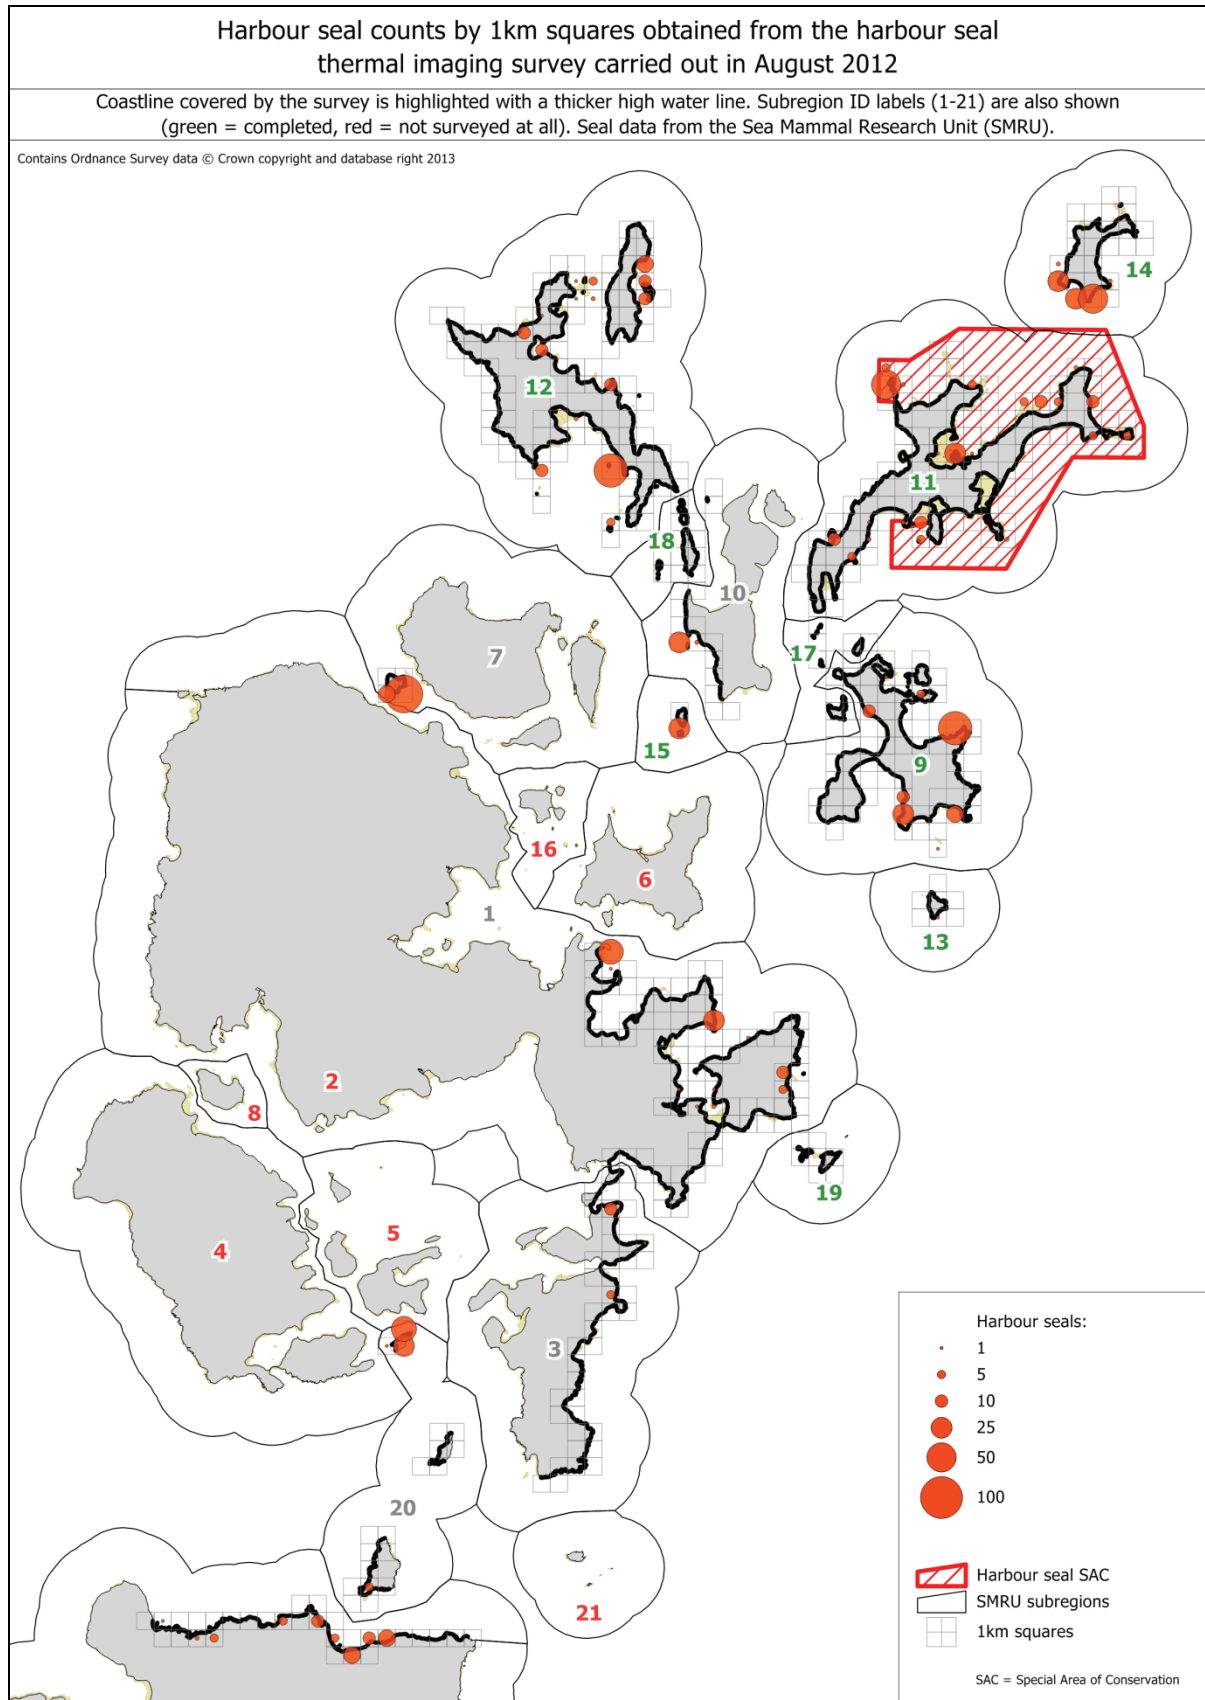 Harbour seal counts by 1km squares obtained from the harbour seal
thermal imaging survey carried out in August 2012
Coastline covered by the survey is highlighted with a thicker high water line. Subregion ID labels (1-21) are also shown
(green = completed, red = not surveyed at all). Seal data from the Sea Mammal Research Unit (SMRU).
Contains Ordnance Survey data © Crown copyright and database right 2013
14
12
11
18
10
17
7
15
9
16
6
1
13
2
8
19
5
4
3
20
21
Harbour seals:
1
5
10
25
50
100
Harbour seal SAC
SMRU subregions
1km squares
SAC = Special Area of Conservation